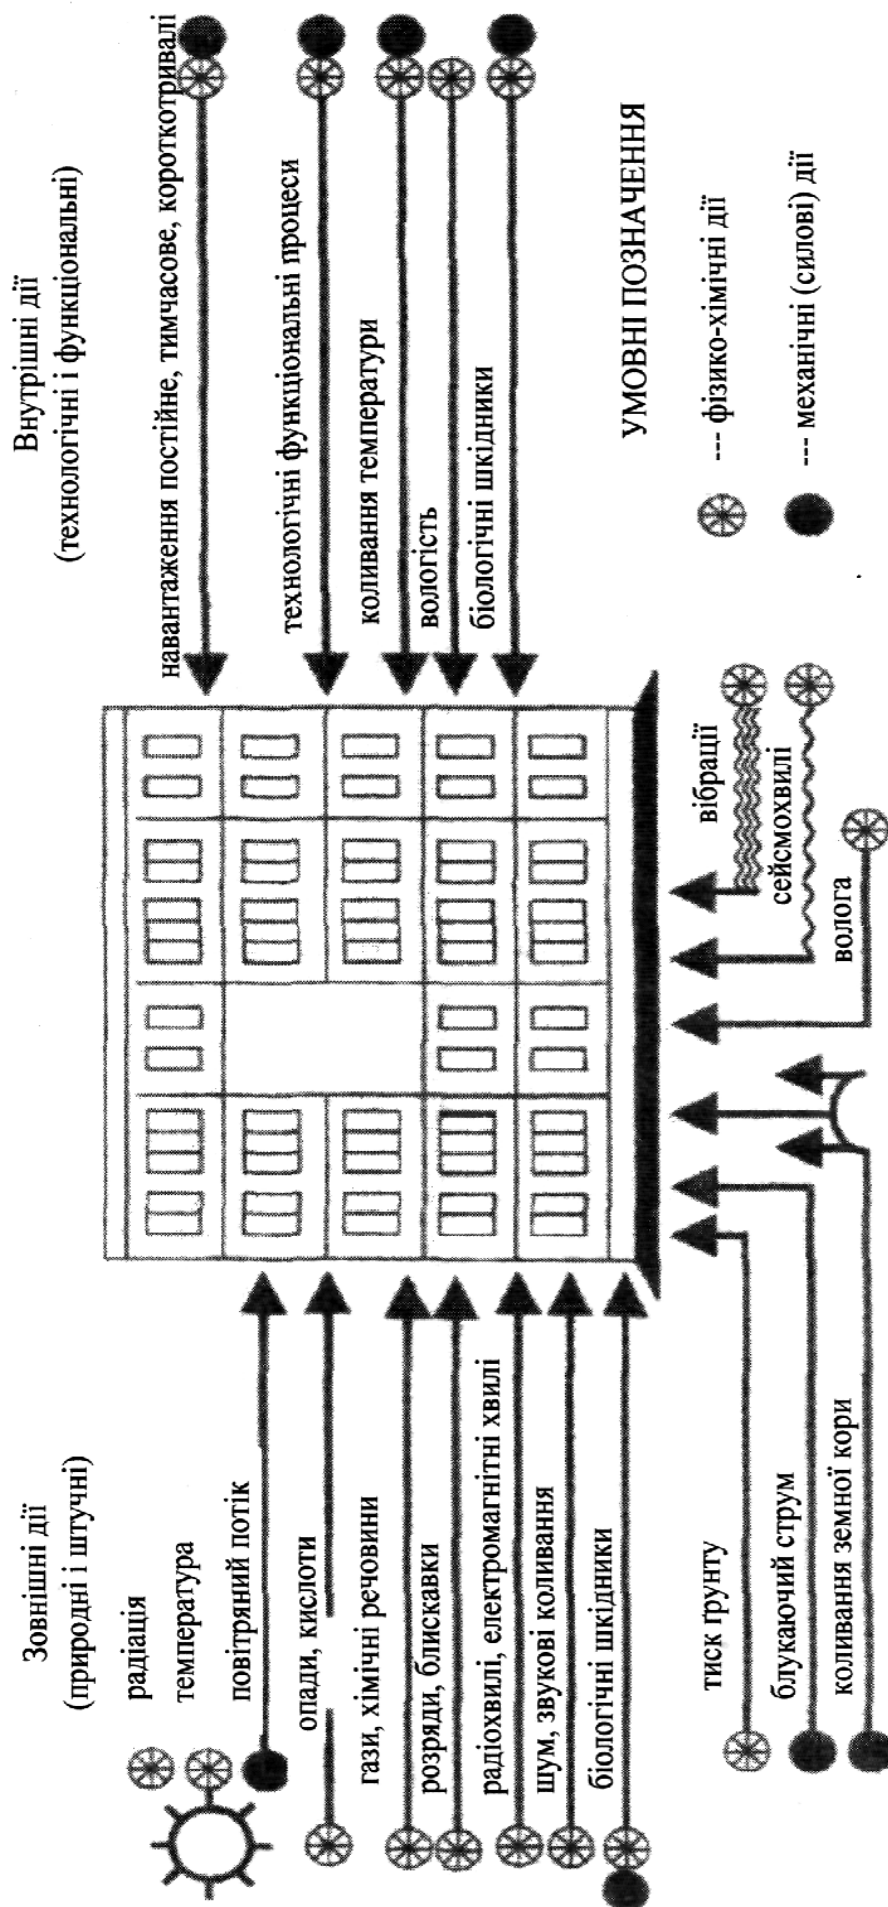 Зовнішні дії
(природні і штучні)
радіація
температура
повітряний потік
опади, кислоти
гази, хімічні речовини
розряди, блискавки
радіохвилі, електромагнітні хвилі
шум, звукові коливання
біологічні шкідники
тиск ґрунту
блукаючий струм
коливання земної кори
Внутрішні дії
(технологічні і функціональні)
навантаження постійне, тимчасове, короткотривалі
технологічні функціональні процеси
коливання температури
вологість
біологічні шкідники
вібрації
сейсмохвилі
волога
УМОВНІ ПОЗНАЧЕННЯ
--- фізико-хімічні дії
--- механічні (силові) дії